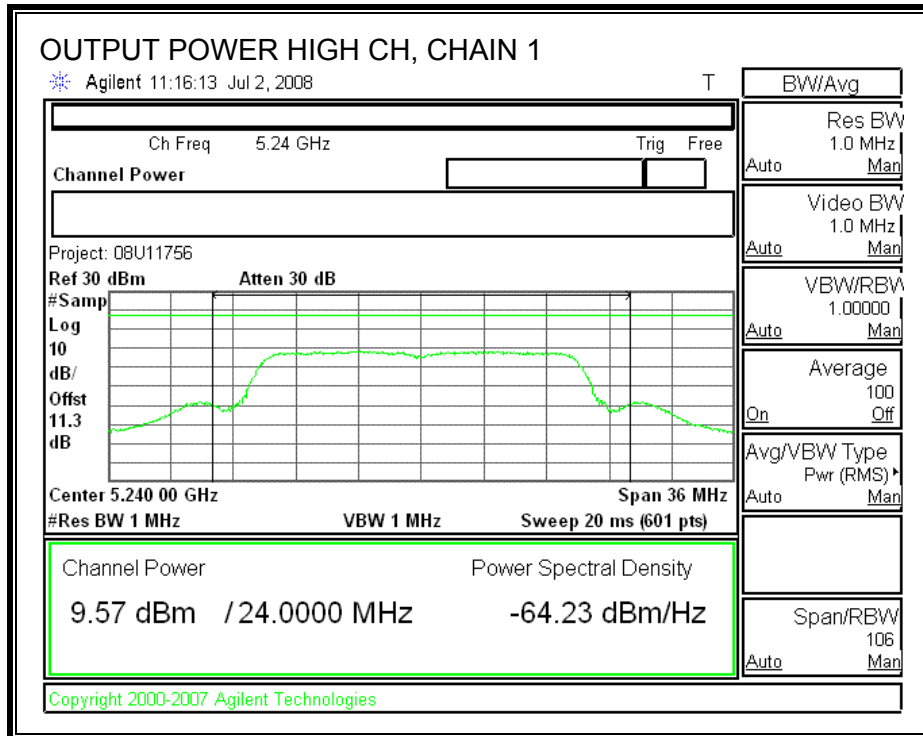 OUTPUT POWER HIGH CH, CHAIN 1
Agilent 11:16:13 Jul 2, 2008 T
BW/Avg
Ch Freq 5.24 GHz Trig Free
Channel Power
Project: 08U11756
Ref 30 dBm Atten 30 dB
#Samp
Log
10
dB/
Offst
11.3
dB
Center 5.240 00 GHz Span 36 MHz
#Res BW 1 MHz VBW 1 MHz Sweep 20 ms (601 pts)
Channel Power Power Spectral Density
9.57 dBm / 24.0000 MHz -64.23 dBm/Hz
Copyright 2000-2007 Agilent Technologies
Res BW
1.0 MHz
Auto Man
Video BW
1.0 MHz
Auto Man
VBW/RBW
1.00000
Auto Man
Average
100
On Off
Avg/VBW Type
Pwr (RMS)
Auto Man
Span/RBW
106
Auto Man